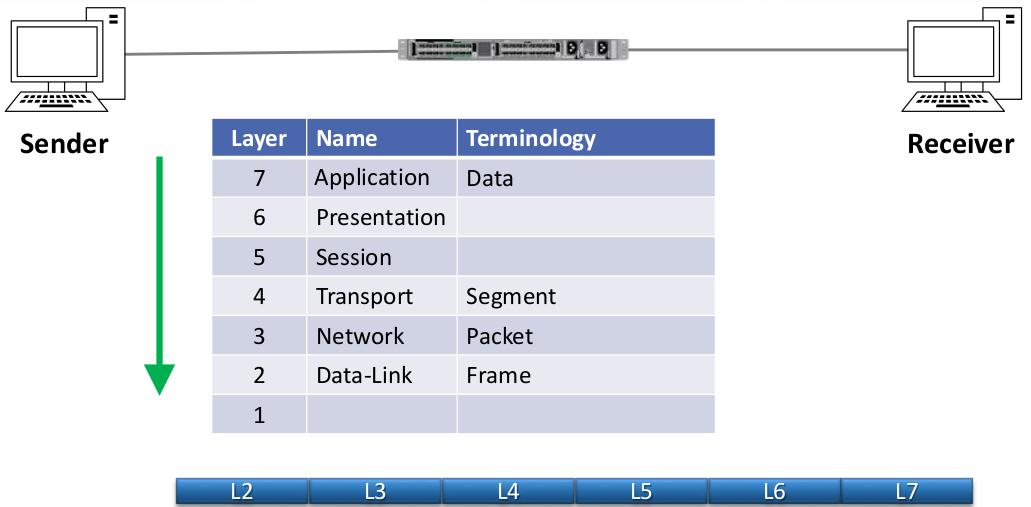 Sender
Receiver
Layer Name Terminology
7 Application Data
6 Presentation
5 Session
4 Transport Segment
3 Network Packet
2 Data-Link Frame
1
L2 L3 L4 L5 L6 L7